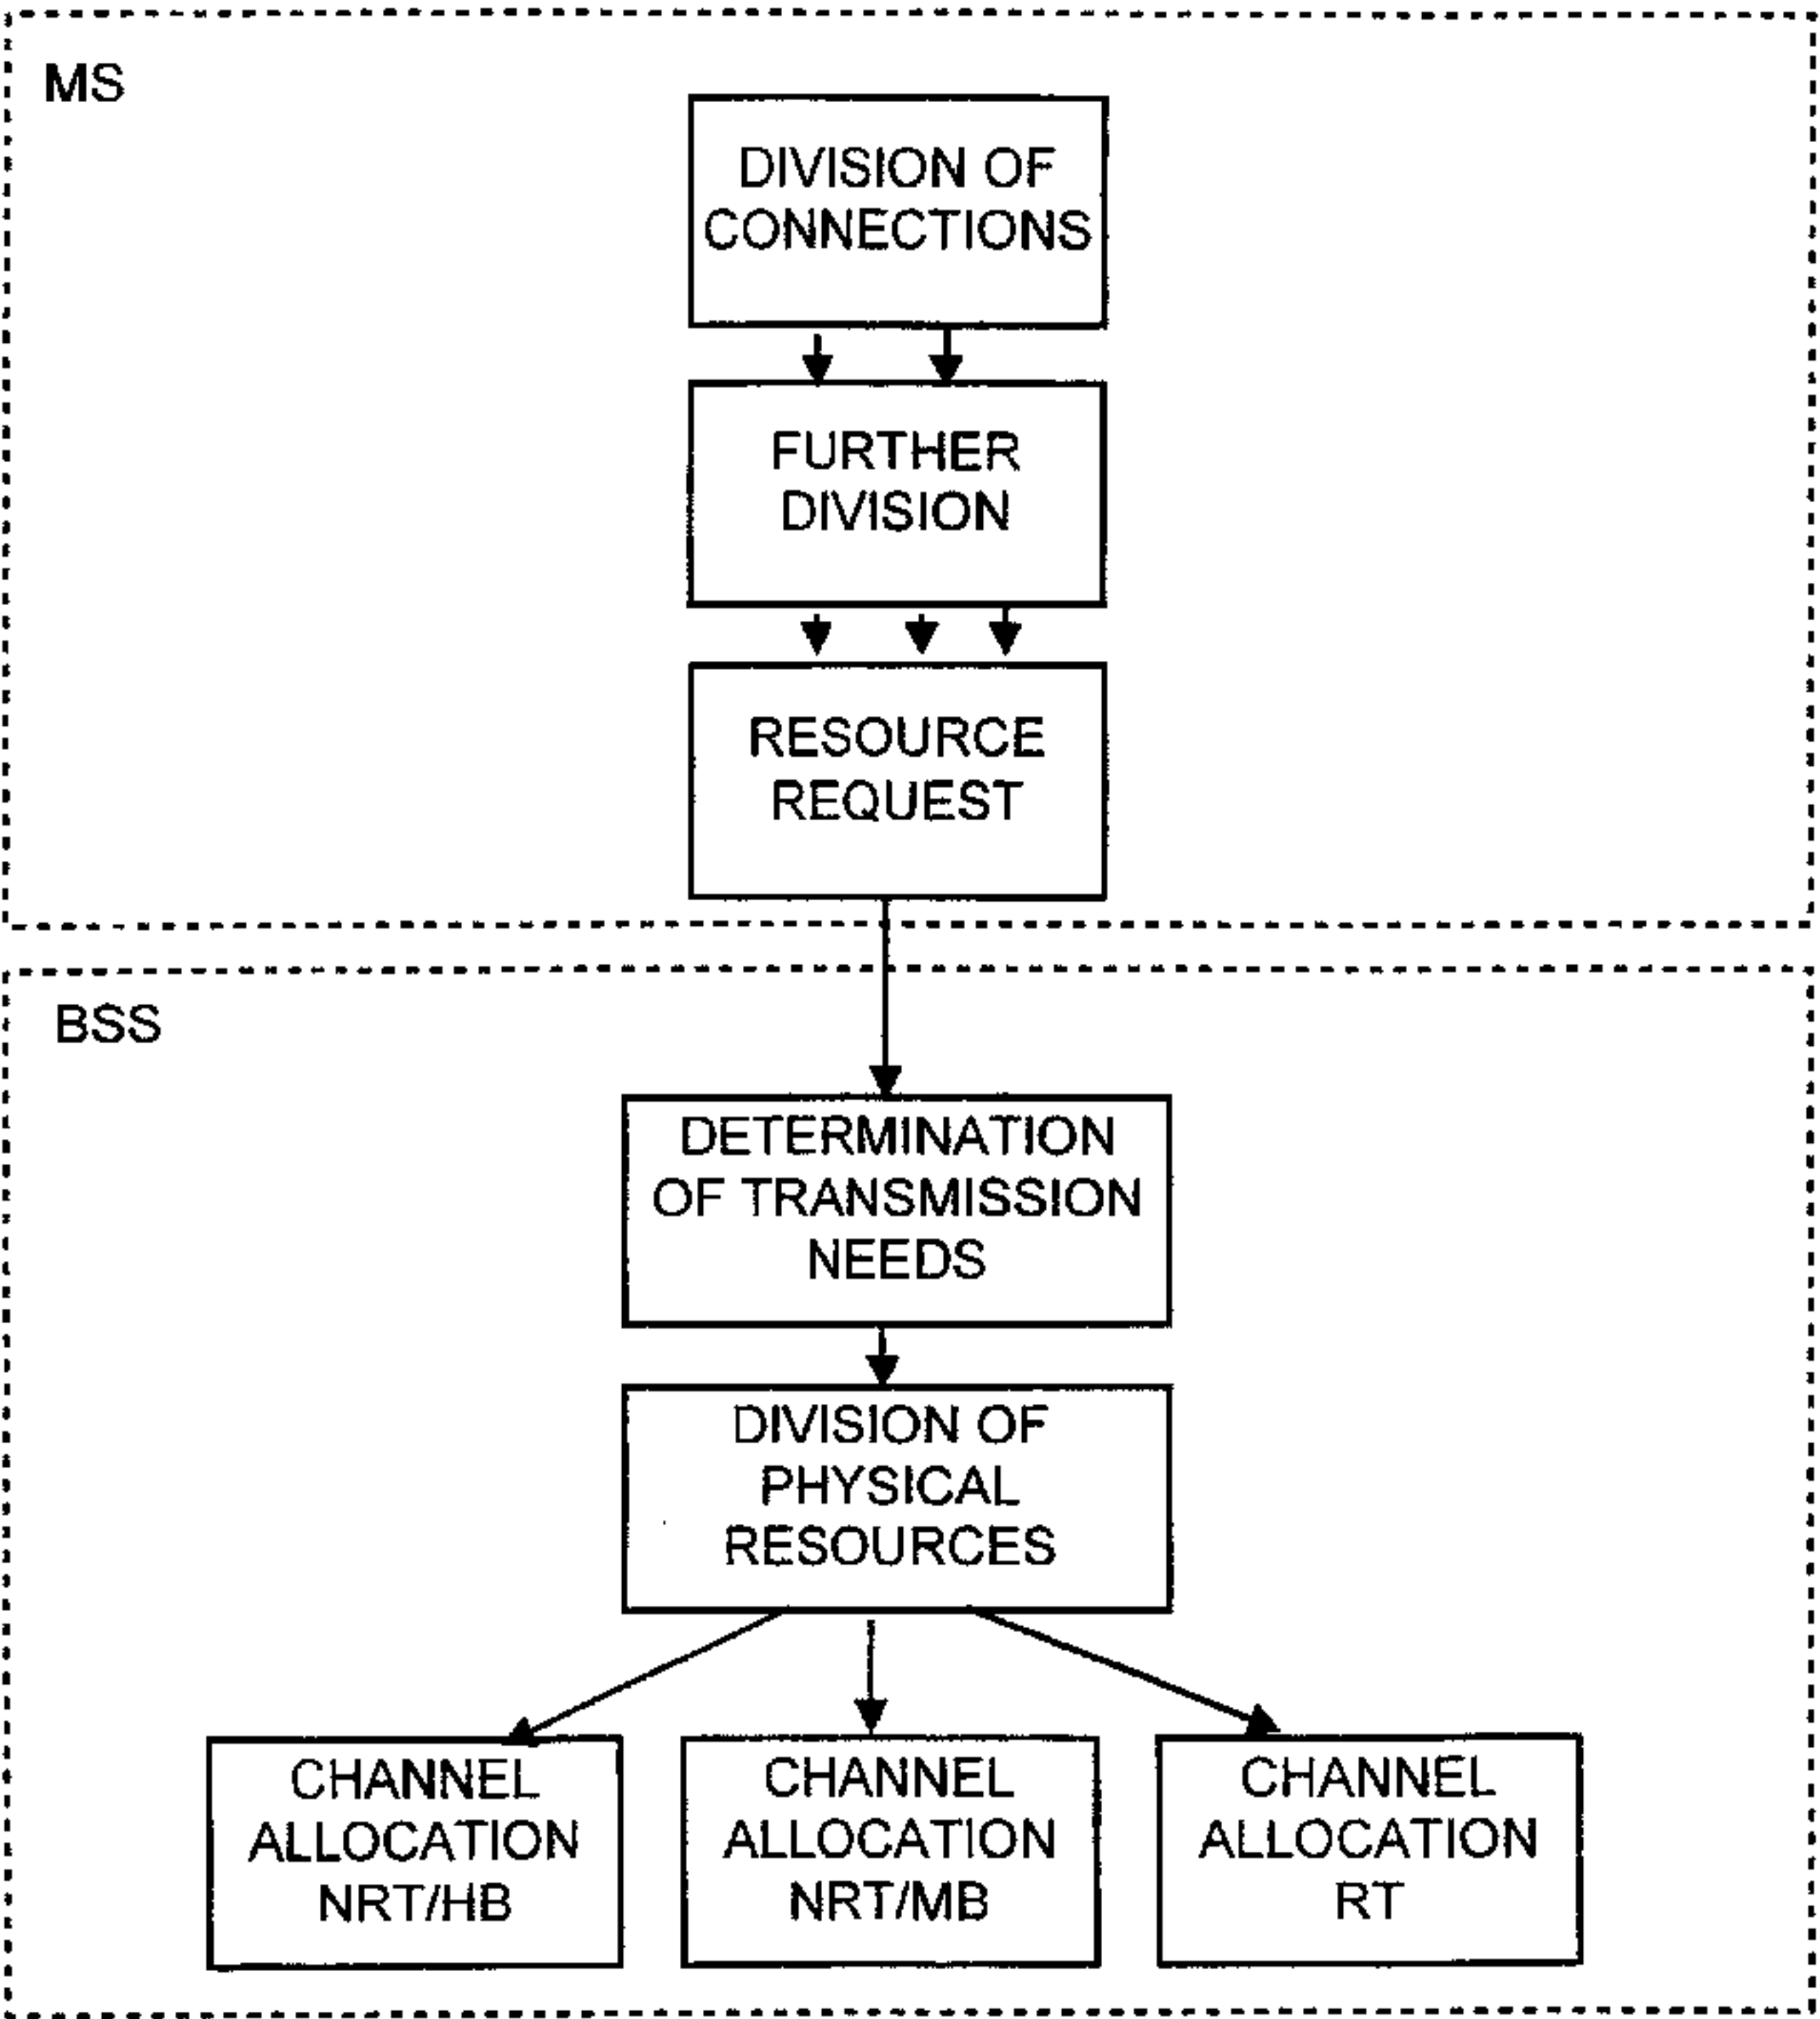 MS
DIVISION OF
CONNECTIONS
FURTHER
DIVISION
RESOURCE
REQUEST
BSS
DETERMINATION
OF TRANSMISSION
NEEDS
DIVISION OF
PHYSICAL
RESOURCES
CHANNEL
ALLOCATION
NRT/HB
CHANNEL
ALLOCATION
NRT/MB
CHANNEL
ALLOCATION
RT